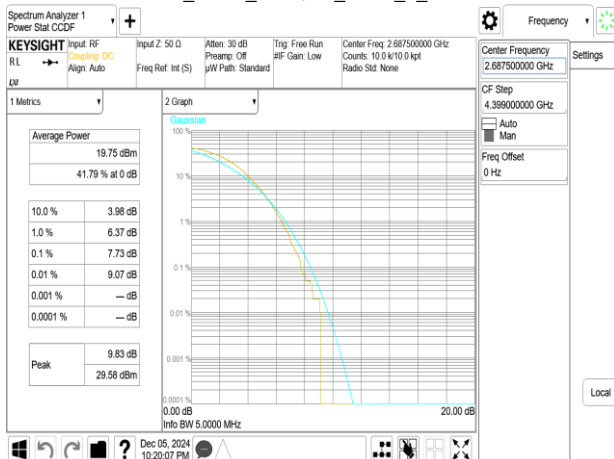 Spectrum Analyzer 1
Power Stat CCDF
Frequency
KEYSIGHT
Input: RF
Coupling: DC
Align: Auto
RL
LXI
Input Z: 50 Ω
Freq Ref: Int (S)
Atten: 30 dB
Preamp: Off
µW Path: Standard
Trig: Free Run
#IF Gain: Low
Center Freq: 2.687500000 GHz
Counts: 10.0 k/10.0 kpt
Radio Std: None
Center Frequency
2.687500000 GHz
Settings
CF Step
4.399000000 GHz
Auto
Man
Freq Offset
0 Hz
1 Metrics
2 Graph
Average Power
19.75 dBm
41.79 % at 0 dB
10.0 % 3.98 dB
1.0 % 6.37 dB
0.1 % 7.73 dB
0.01 % 9.07 dB
0.001 % — dB
0.0001 % — dB
Peak
9.83 dB
29.58 dBm
Gaussian
100 %
10 %
1 %
0.1 %
0.01 %
0.001 %
0.0001 %
0.00 dB
20.00 dB
Info BW 5.0000 MHz
Local
?
Dec 05, 2024
10:20:07 PM